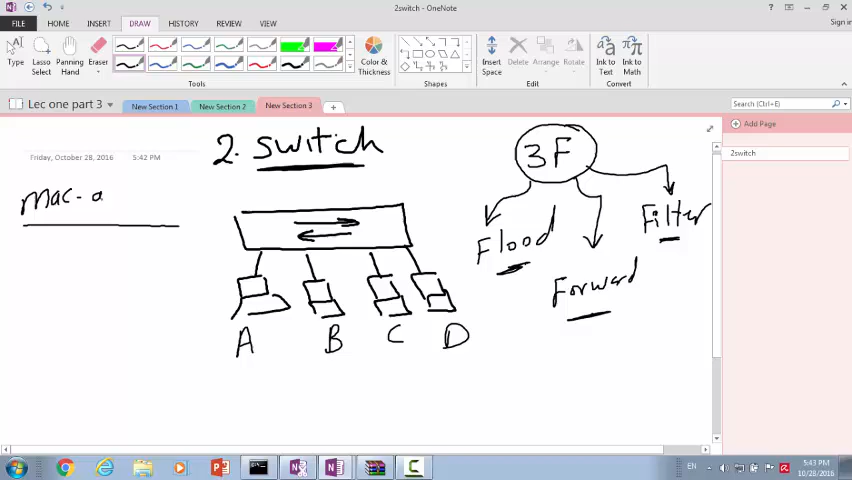 2switch - OneNote
FILE HOME INSERT DRAW HISTORY REVIEW VIEW
Sign in
Type Lasso Select Panning Hand Eraser Color & Thickness Insert Space Delete Arrange Rotate Ink to Text Ink to Math
Tools Shapes Edit Convert
Lec one part 3 New Section 1 New Section 2 New Section 3 Search (Ctrl+E)
Add Page
2switch
Friday, October 28, 2016 5:42 PM
2. switch
3F
mac-a
Flood
Forward
Filter
A B C D
EN 5:43 PM
10/28/2016